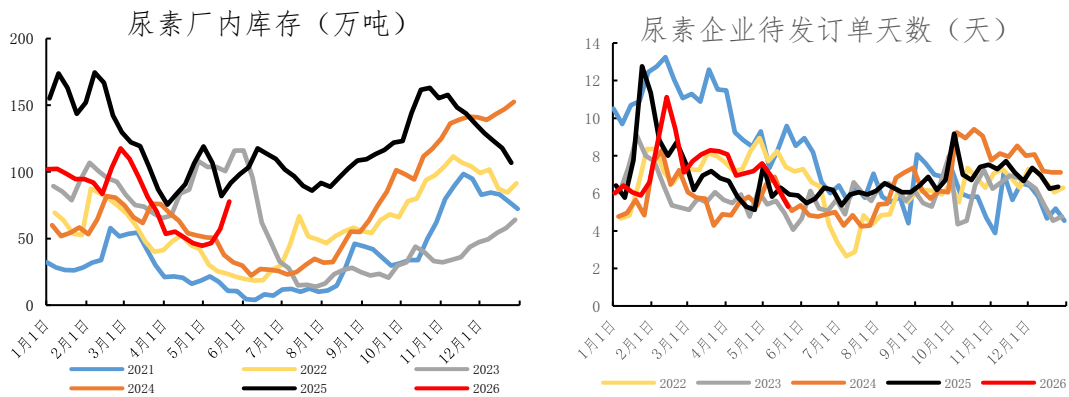 尿素厂内库存（万吨）
200
150
100
50
0
1月1日
2月1日
3月1日
4月1日
5月1日
6月1日
7月1日
8月1日
9月1日
10月1日
11月1日
12月1日
2021
2022
2023
2024
2025
2026
尿素企业待发订单天数（天）
14
12
10
8
6
4
2
0
1月1日
2月1日
3月1日
4月1日
5月1日
6月1日
7月1日
8月1日
9月1日
10月1日
11月1日
12月1日
2022
2023
2024
2025
2026